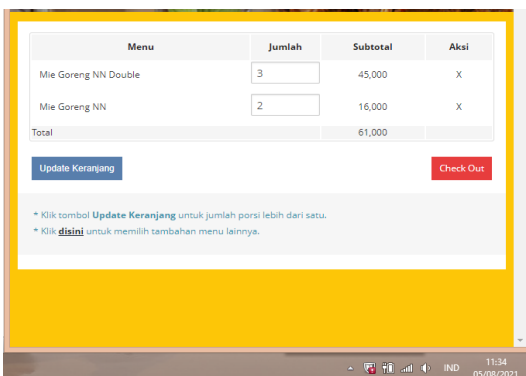 Menu Jumlah Subtotal Aksi
Mie Goreng NN Double 3 45,000 X
Mie Goreng NN 2 16,000 X
Total 61,000
Update Keranjang Check Out
* Klik tombol Update Keranjang untuk jumlah porsi lebih dari satu.
* Klik disini untuk memilih tambahan menu lainnya.
IND 11:34
05/08/2021